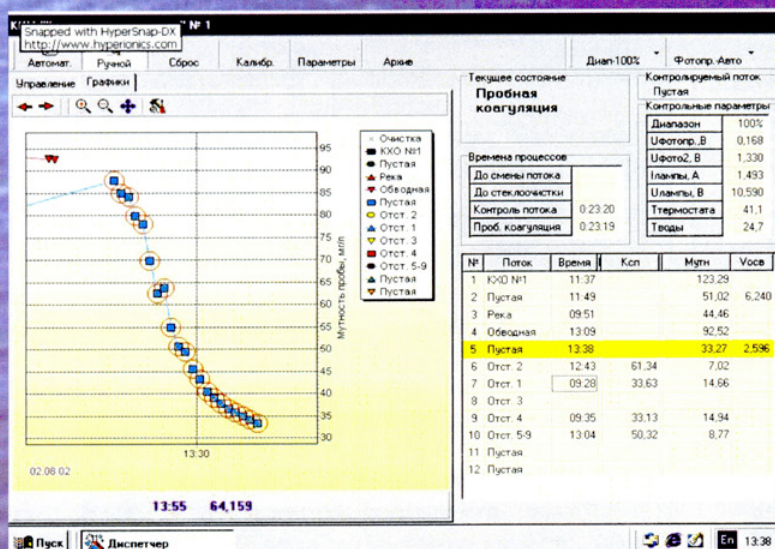 Snapped with HyperSnap-DX
http://www.hyperionics.com
№ 1
Автомат. Ручной Сброс Калибр. Параметры Архив Диап-100% Фотопр.-Авто
Управление Графики
95
90
85
80
75
70
65
60
55
50
45
40
35
30
Мутность пробы, мг/л
13:30
02.08.02
13:55 64,159
Очистка
КХО №1
Пустая
Река
Обводная
Пустая
Отст. 2
Отст. 1
Отст. 3
Отст. 4
Отст. 5-9
Пустая
Пустая
Текущее состояние
Пробная
коагуляция
Контролируемый поток
Пустая
Времена процессов
До смены потока
До стеклоочистки
Контроль потока 0:23:20
Проб. коагуляция 0:23:19
Контрольные параметры
Диапазон 100%
Uфотопр.,В 0,168
Uфото2, В 1,330
Iлампы, А 1,493
Uлампы, В 10,590
Tтермостата 41,1
Tводы 24,7
№ Поток Время Ксп Мутн Vосв
1 КХО №1 11:37 123,29
2 Пустая 11:49 51,02 6,240
3 Река 09:51 44,46
4 Обводная 13:09 92,52
5 Пустая 13:38 33,27 2,596
6 Отст. 2 12:43 61,34 7,02
7 Отст. 1 09:28 33,63 14,66
8 Отст. 3
9 Отст. 4 09:35 33,13 14,94
10 Отст. 5-9 13:04 50,32 8,77
11 Пустая
12 Пустая
Пуск Диспетчер En 13:38